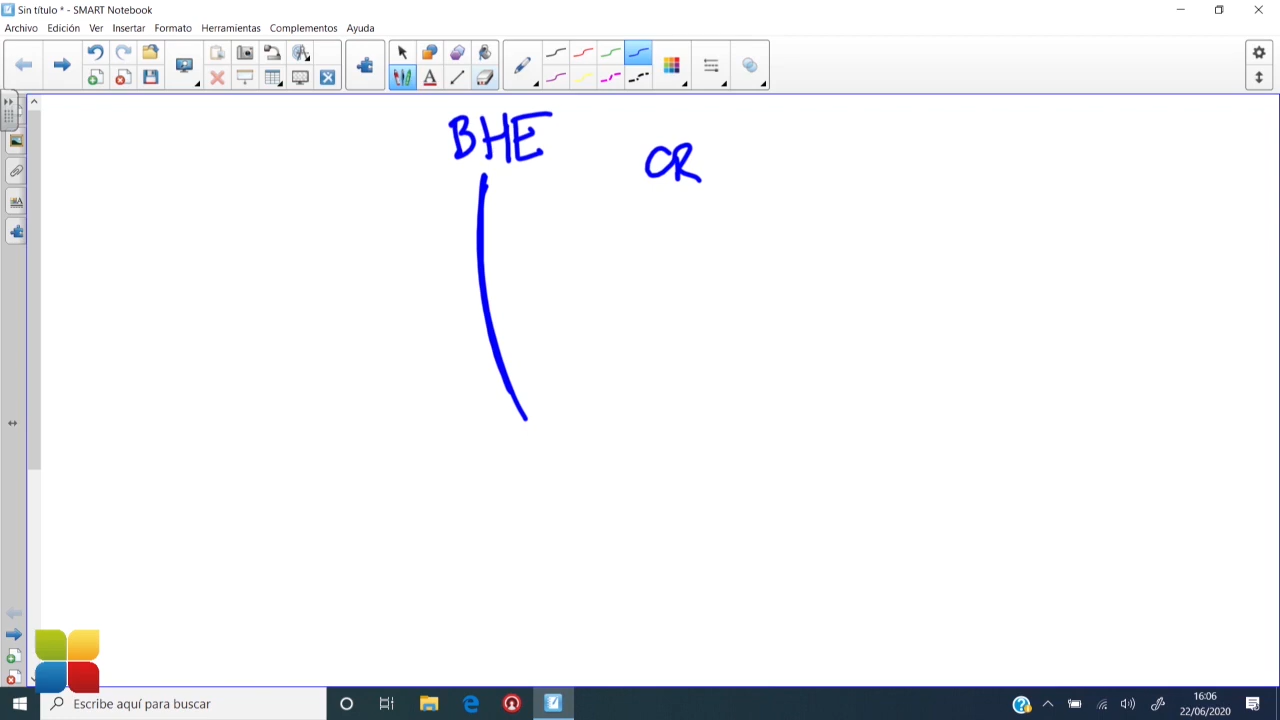 Sin título * - SMART Notebook
Archivo Edición Ver Insertar Formato Herramientas Complementos Ayuda
BHE
OR
Escribe aquí para buscar
16:06
22/06/2020